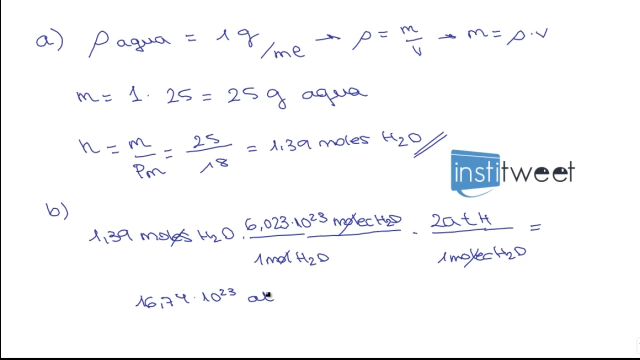 a) ρ agua = 1 g/ml → ρ = m/v → m = ρ·v
m = 1 · 25 = 25 g agua
n = m/Pm = 25/18 = 1,39 moles H2O
institweet
b)
1,39 moles H2O · 6,023·10^23 molec H2O / 1 mol H2O · 2 at H / 1 molec H2O =
16,74 · 10^23 at